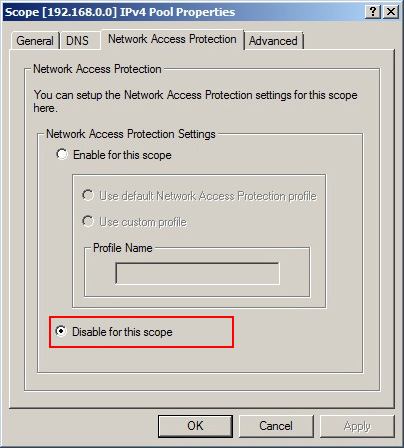 Scope [192.168.0.0] IPv4 Pool Properties
General
DNS
Network Access Protection
Advanced
Network Access Protection
You can setup the Network Access Protection settings for this scope
here.
Network Access Protection Settings
Enable for this scope
Use default Network Access Protection profile
Use custom profile
Profile Name
Disable for this scope
OK
Cancel
Apply